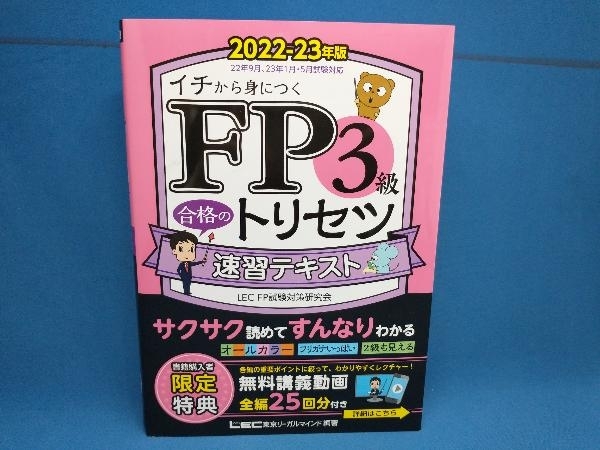 2022-23年版
22年9月、23年1月・5月試験対応
イチから身につく
FP3級
合格のトリセツ
速習テキスト
LEC FP試験対策研究会
サクサク読めてすんなりわかる
オールカラー フリガナいっぱい 2級も見える
書籍購入者
限定
特典
各編の重要ポイントに絞って、わかりやすくレクチャー!
無料講義動画
全編25回分付き
詳細はこちら
LEC東京リーガルマインド 編著